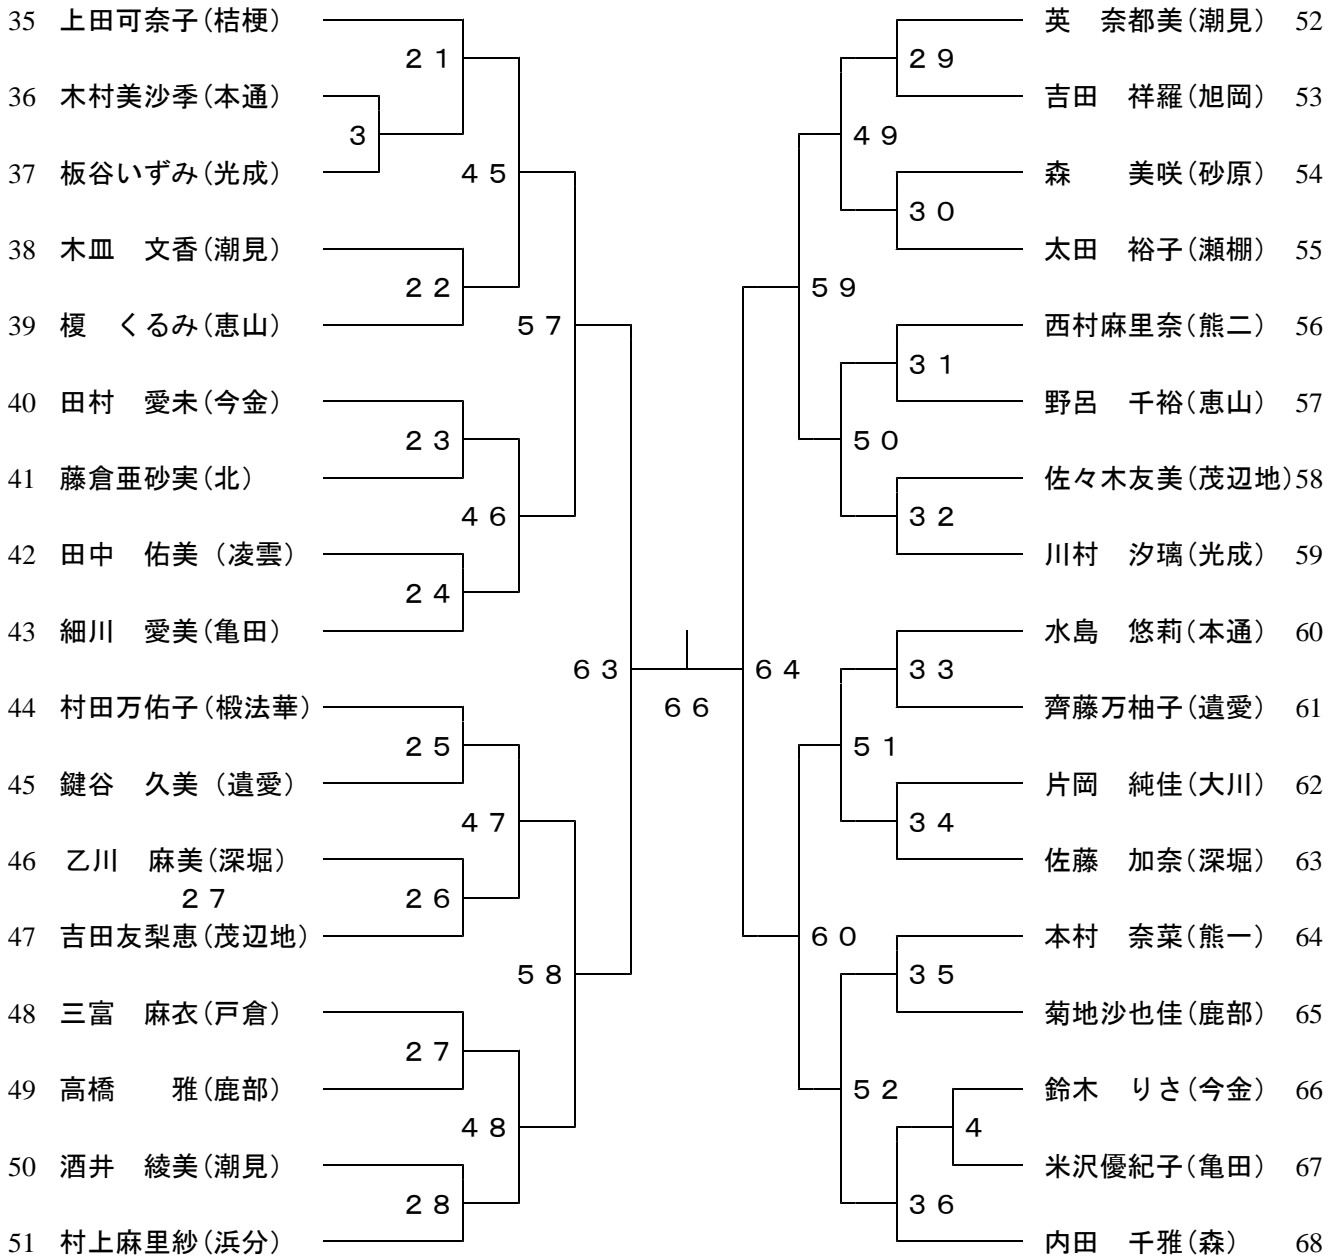 35 上田可奈子(桔梗)
21
36 木村美沙季(本通)
3
37 板谷いずみ(光成)
45
38 木皿 文香(潮見)
22
39 榎 くるみ(恵山)
57
40 田村 愛未(今金)
23
41 藤倉亜砂実(北)
46
42 田中 佑美(凌雲)
24
43 細川 愛美(亀田)
63
44 村田万佑子(椴法華)
25
45 鍵谷 久美(遺愛)
47
46 乙川 麻美(深堀)
27
26
47 吉田友梨恵(茂辺地)
58
48 三富 麻衣(戸倉)
27
49 高橋 雅(鹿部)
48
50 酒井 綾美(潮見)
28
51 村上麻里紗(浜分)
66
英 奈都美(潮見) 52
29
吉田 祥羅(旭岡) 53
49
森 美咲(砂原) 54
30
太田 裕子(瀬棚) 55
59
西村麻里奈(熊二) 56
31
野呂 千裕(恵山) 57
50
佐々木友美(茂辺地)58
32
川村 汐璃(光成) 59
64
水島 悠莉(本通) 60
33
齊藤万柚子(遺愛) 61
51
片岡 純佳(大川) 62
34
佐藤 加奈(深堀) 63
60
本村 奈菜(熊一) 64
35
菊地沙也佳(鹿部) 65
52
鈴木 りさ(今金) 66
4
米沢優紀子(亀田) 67
36
内田 千雅(森) 68